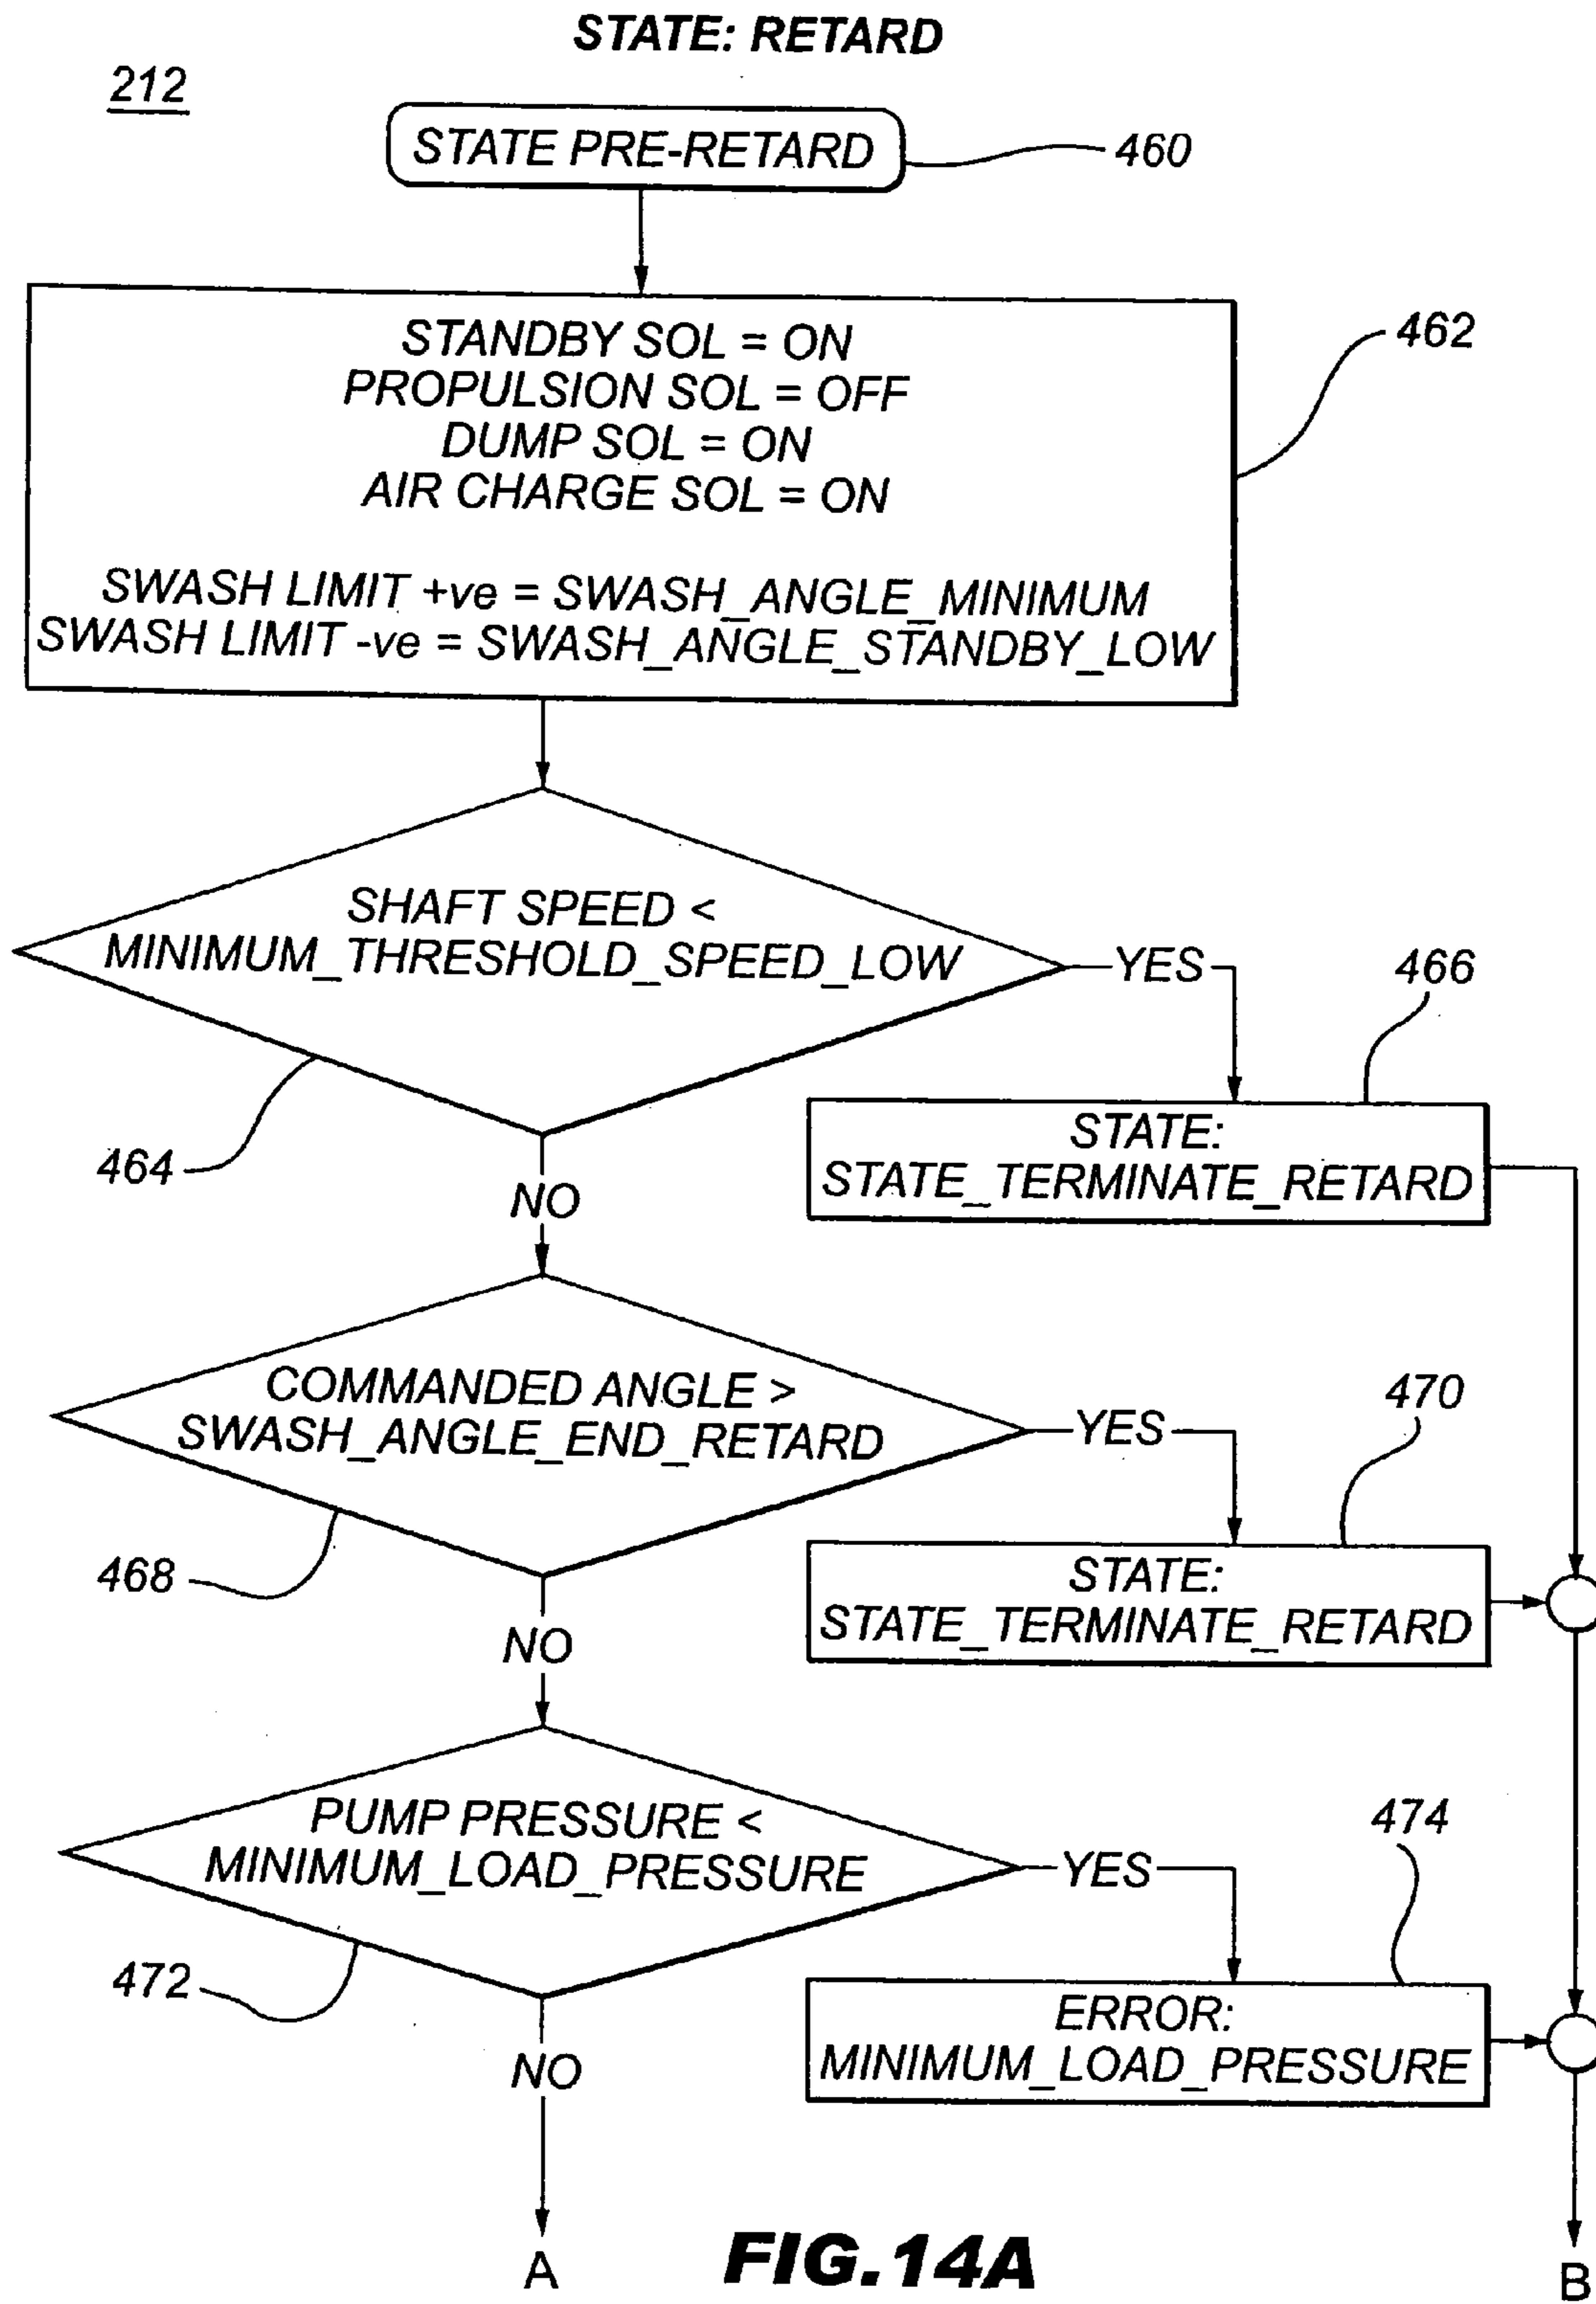 STATE: RETARD
212
STATE PRE-RETARD
460
STANDBY SOL = ON
PROPULSION SOL = OFF
DUMP SOL = ON
AIR CHARGE SOL = ON
SWASH LIMIT +ve = SWASH_ANGLE_MINIMUM
SWASH LIMIT -ve = SWASH_ANGLE_STANDBY_LOW
462
SHAFT SPEED <
MINIMUM_THRESHOLD_SPEED_LOW
YES
466
464
STATE:
STATE_TERMINATE_RETARD
NO
COMMANDED ANGLE >
SWASH_ANGLE_END_RETARD
YES
470
468
STATE:
STATE_TERMINATE_RETARD
NO
PUMP PRESSURE <
MINIMUM_LOAD_PRESSURE
YES
474
472
ERROR:
MINIMUM_LOAD_PRESSURE
NO
A
FIG.14A
B